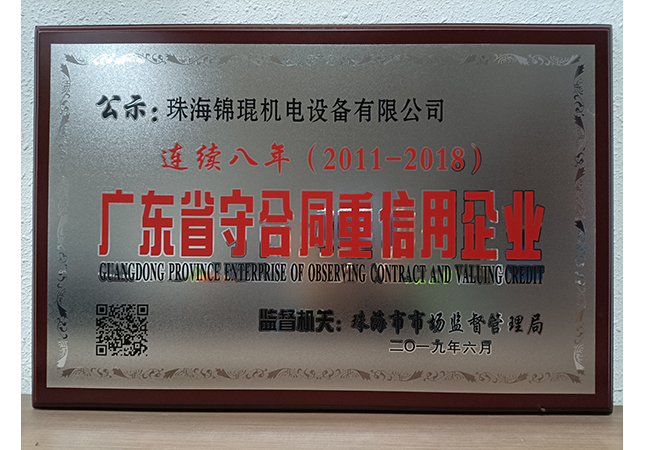 公示：珠海锦琨机电设备有限公司
连续八年（2011-2018）
广东省守合同重信用企业
GUANGDONG PROVINCE ENTERPRISE OF OBSERVING CONTRACT AND VALUING CREDIT
监督机关：珠海市市场监督管理局
二〇一九年六月